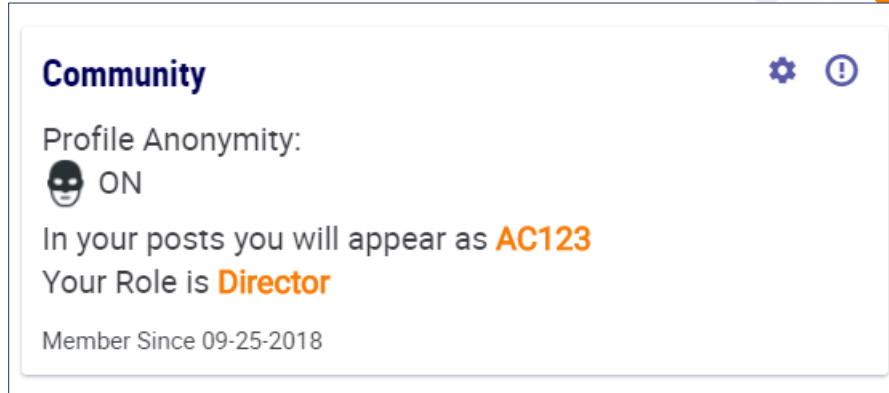 Community
Profile Anonymity:
ON
In your posts you will appear as AC123
Your Role is Director
Member Since 09-25-2018